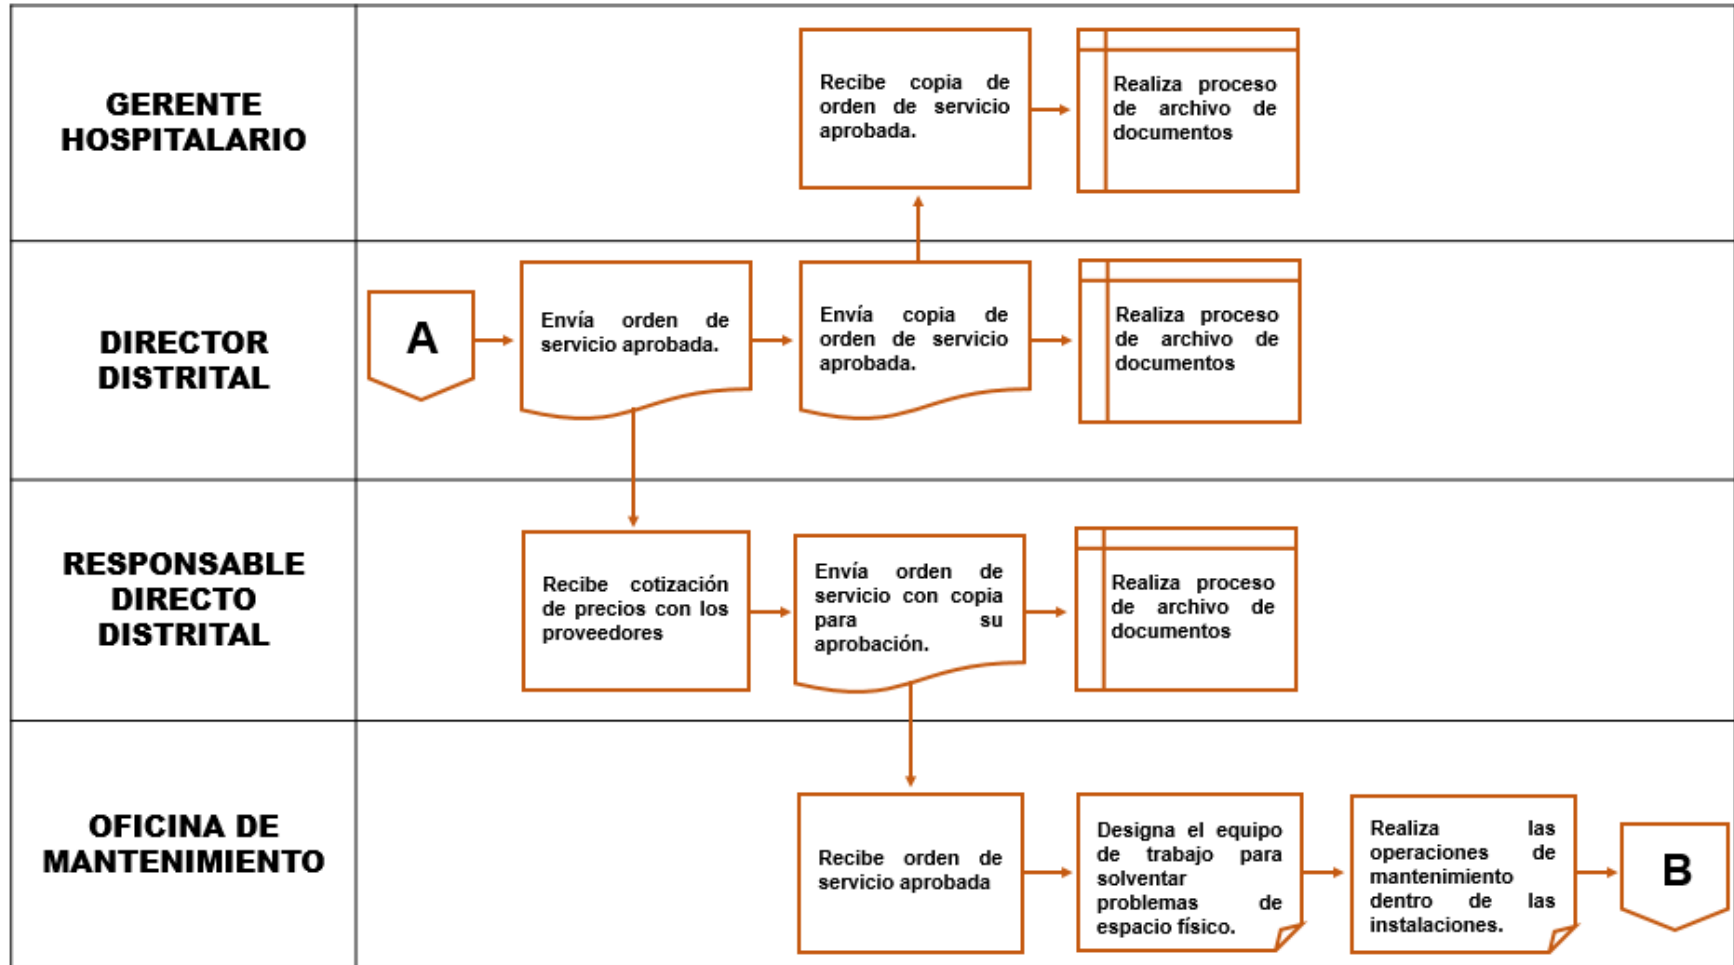 GERENTE
HOSPITALARIO
Recibe copia de
orden de servicio
aprobada.
Realiza proceso
de archivo de
documentos
DIRECTOR
DISTRITAL
A
Envía orden de
servicio aprobada.
Envía copia de
orden de servicio
aprobada.
Realiza proceso
de archivo de
documentos
RESPONSABLE
DIRECTO
DISTRITAL
Recibe cotización
de precios con los
proveedores
Envía orden de
servicio con copia
para su
aprobación.
Realiza proceso
de archivo de
documentos
OFICINA DE
MANTENIMIENTO
Recibe orden de
servicio aprobada
Designa el equipo
de trabajo para
solventar
problemas de
espacio físico.
Realiza las
operaciones de
mantenimiento
dentro de las
instalaciones.
B